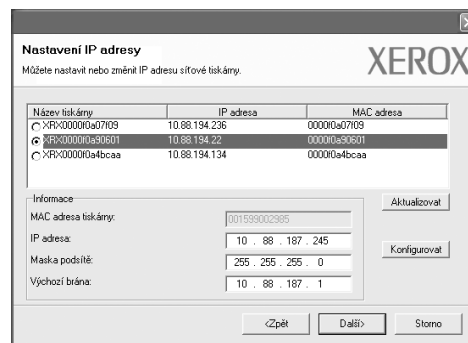 Nastavení IP adresy
Můžete nastavit nebo změnit IP adresu síťové tiskárny.
XEROX
Název tiskárny IP adresa MAC adresa
XRX0000f0a07f09 10.88.194.236 0000f0a07f09
XRX0000f0a90601 10.88.194.22 0000f0a90601
XRX0000f0a4bcaa 10.88.194.134 0000f0a4bcaa
Informace
Aktualizovat
MAC adresa tiskárny: 001599002985
IP adresa: 10 . 88 . 187 . 245
Konfigurovat
Maska podsítě: 255 . 255 . 255 . 0
Výchozí brána: 10 . 88 . 187 . 1
<Zpět Další> Storno